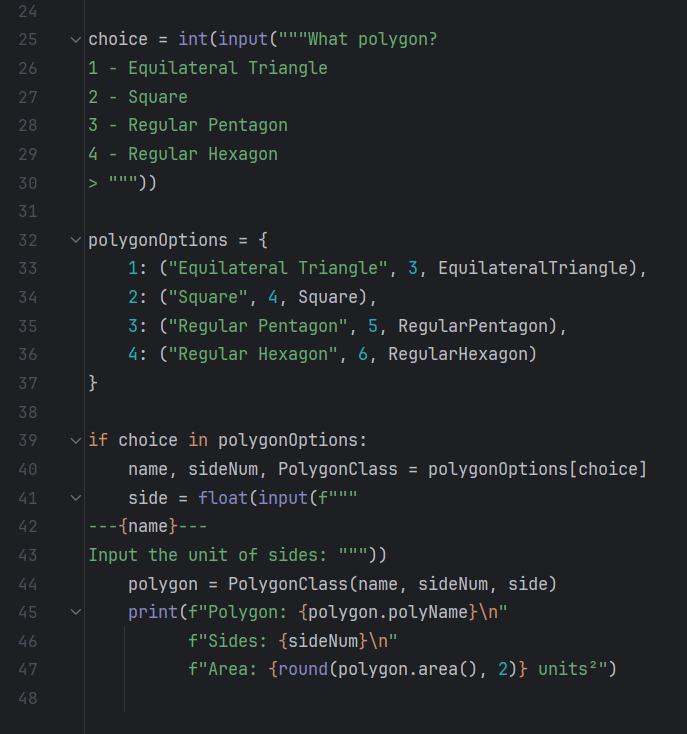 24
25 choice = int(input("""What polygon?
26 1 - Equilateral Triangle
27 2 - Square
28 3 - Regular Pentagon
29 4 - Regular Hexagon
30 > """))
31
32 polygonOptions = {
33     1: ("Equilateral Triangle", 3, EquilateralTriangle),
34     2: ("Square", 4, Square),
35     3: ("Regular Pentagon", 5, RegularPentagon),
36     4: ("Regular Hexagon", 6, RegularHexagon)
37 }
38
39 if choice in polygonOptions:
40     name, sideNum, PolygonClass = polygonOptions[choice]
41     side = float(input(f"""
42 ---{name}---
43 Input the unit of sides: """))
44     polygon = PolygonClass(name, sideNum, side)
45     print(f"Polygon: {polygon.polyName}\n"
46           f"Sides: {sideNum}\n"
47           f"Area: {round(polygon.area(), 2)} units²")
48